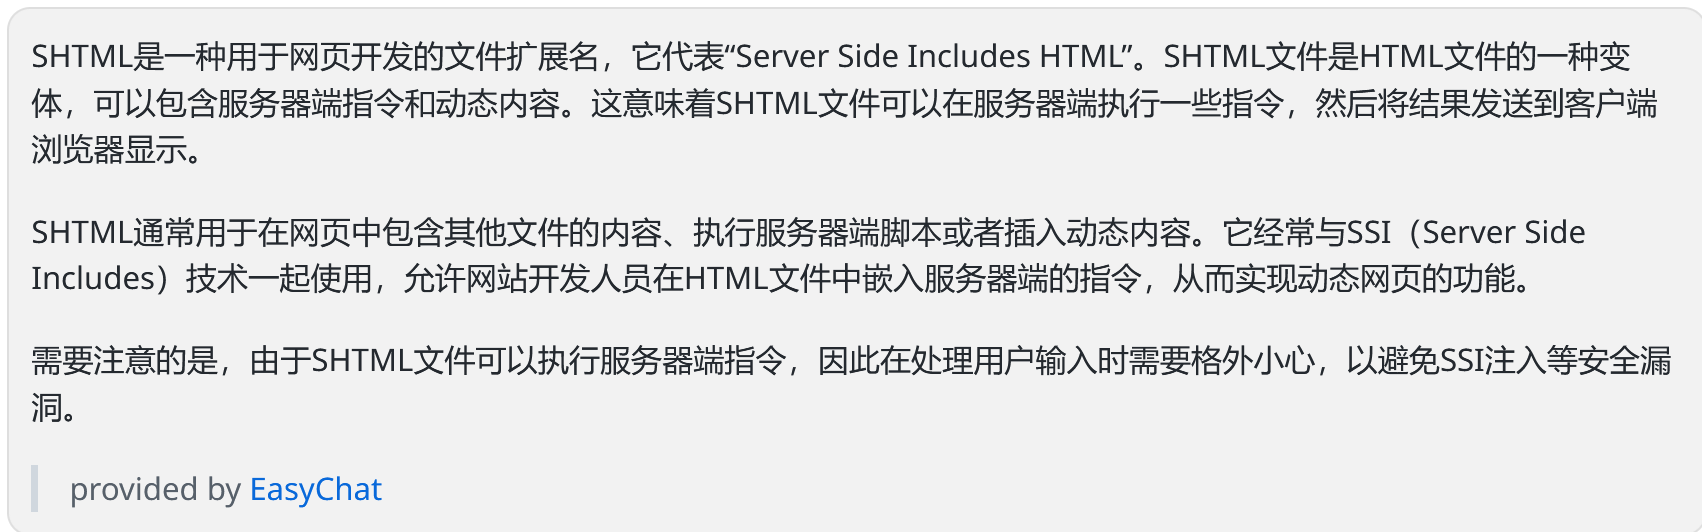 SHTML是一种用于网页开发的文件扩展名，它代表“Server Side Includes HTML”。SHTML文件是HTML文件的一种变
体，可以包含服务器端指令和动态内容。这意味着SHTML文件可以在服务器端执行一些指令，然后将结果发送到客户端
浏览器显示。
SHTML通常用于在网页中包含其他文件的内容、执行服务器端脚本或者插入动态内容。它经常与SSI（Server Side
Includes）技术一起使用，允许网站开发人员在HTML文件中嵌入服务器端的指令，从而实现动态网页的功能。
需要注意的是，由于SHTML文件可以执行服务器端指令，因此在处理用户输入时需要格外小心，以避免SSI注入等安全漏
洞。
provided by EasyChat